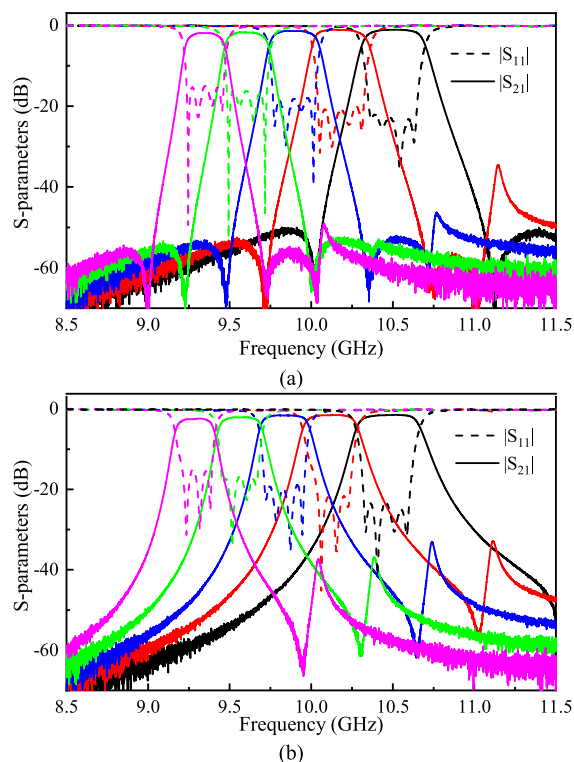 0
-20
-40
-60
S-parameters (dB)
|S11|
|S21|
8.5 9.0 9.5 10.0 10.5 11.0 11.5
Frequency (GHz)
(a)
0
-20
-40
-60
S-parameters (dB)
|S11|
|S21|
8.5 9.0 9.5 10.0 10.5 11.0 11.5
Frequency (GHz)
(b)